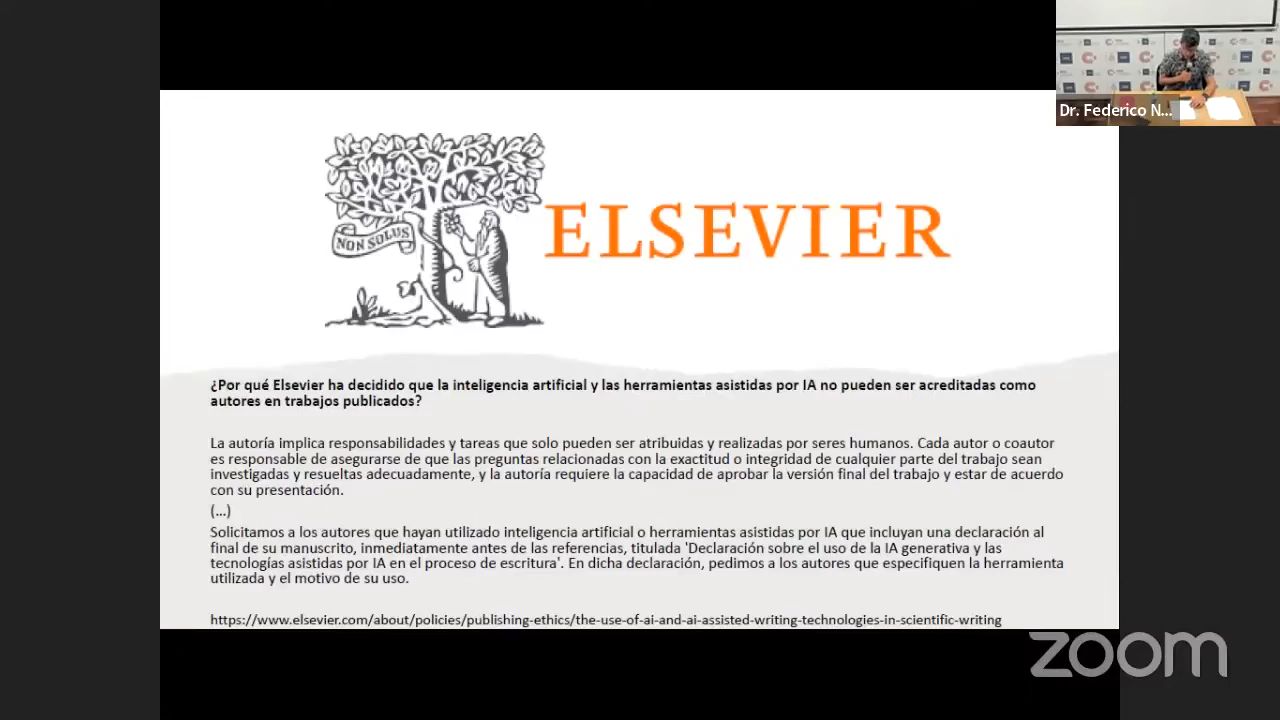 Dr. Federico N...
NON SOLUS
ELSEVIER
¿Por qué Elsevier ha decidido que la inteligencia artificial y las herramientas asistidas por IA no pueden ser acreditadas como
autores en trabajos publicados?
La autoría implica responsabilidades y tareas que solo pueden ser atribuidas y realizadas por seres humanos. Cada autor o coautor
es responsable de asegurarse de que las preguntas relacionadas con la exactitud o integridad de cualquier parte del trabajo sean
investigadas y resueltas adecuadamente, y la autoría requiere la capacidad de aprobar la versión final del trabajo y estar de acuerdo
con su presentación.
(...)
Solicitamos a los autores que hayan utilizado inteligencia artificial o herramientas asistidas por IA que incluyan una declaración al
final de su manuscrito, inmediatamente antes de las referencias, titulada 'Declaración sobre el uso de la IA generativa y las
tecnologías asistidas por IA en el proceso de escritura'. En dicha declaración, pedimos a los autores que especifiquen la herramienta
utilizada y el motivo de su uso.
https://www.elsevier.com/about/policies/publishing-ethics/the-use-of-ai-and-ai-assisted-writing-technologies-in-scientific-writing
zoom